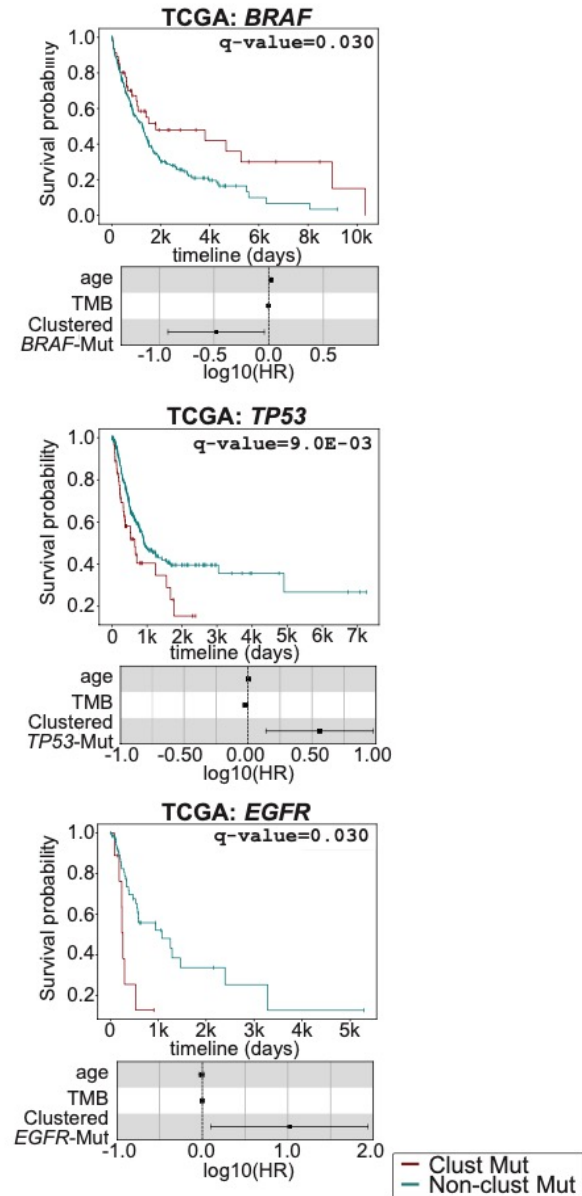 TCGA: BRAF
q-value=0.030
Survival probability
1.0
0.8
0.6
0.4
0.2
0.0
0 2k 4k 6k 8k 10k
timeline (days)
age
TMB
Clustered
BRAF-Mut
-1.0 -0.5 0.0 0.5
log10(HR)
TCGA: TP53
q-value=9.0E-03
Survival probability
1.0
0.8
0.6
0.4
0.2
0 1k 2k 3k 4k 5k 6k 7k
timeline (days)
age
TMB
Clustered
TP53-Mut
-1.0 -0.50 0.00 0.50 1.00
log10(HR)
TCGA: EGFR
q-value=0.030
Survival probability
1.0
0.8
0.6
0.4
0.2
0 1k 2k 3k 4k 5k
timeline (days)
age
TMB
Clustered
EGFR-Mut
-1.0 0.0 1.0 2.0
log10(HR)
Clust Mut
Non-clust Mut